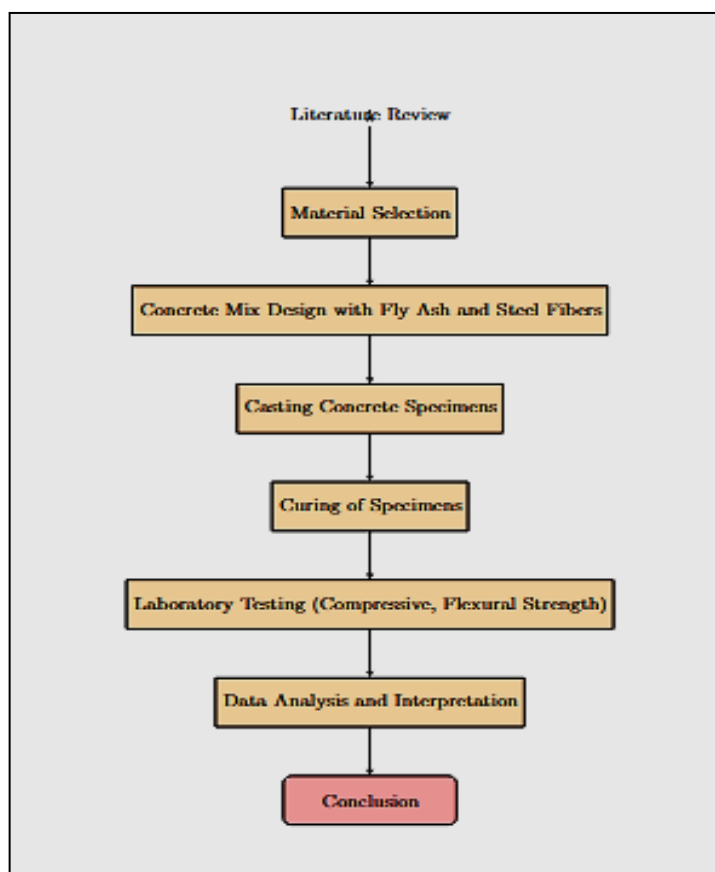 Literature Review
Material Selection
Concrete Mix Design with Fly Ash and Steel Fibers
Casting Concrete Specimens
Curing of Specimens
Laboratory Testing (Compressive, Flexural Strength)
Data Analysis and Interpretation
Conclusion